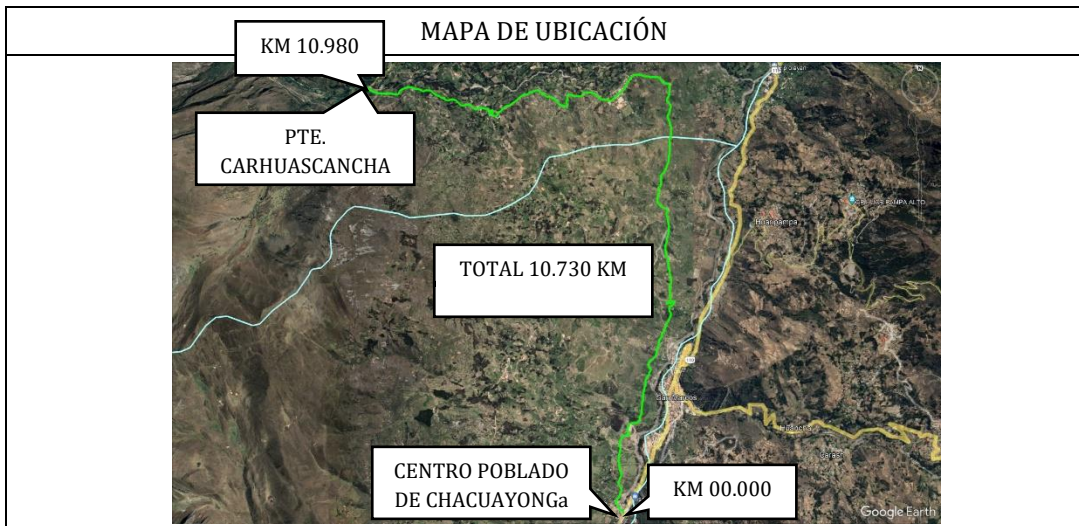 MAPA DE UBICACIÓN
KM 10.980
PTE.
CARHUASCANCHA
TOTAL 10.730 KM
Huaripampa
CENTRO POBLADO
DE CHACUAYONGa
KM 00.000
Google Earth